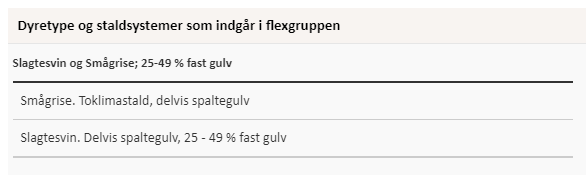 Dyretype og staldsystemer som indgår i flexgruppen
Slagtesvin og Smågrise; 25-49 % fast gulv
Smågrise. Toklimastald, delvis spaltegulv
Slagtesvin. Delvis spaltegulv, 25 - 49 % fast gulv